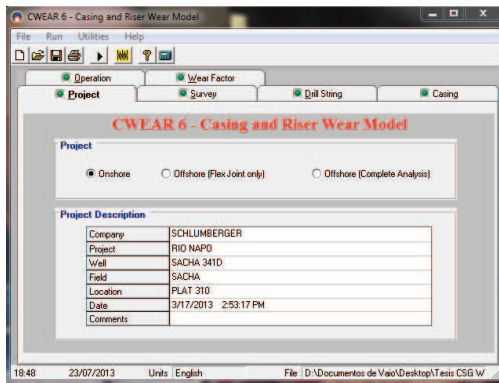 CWEAR 6 - Casing and Riser Wear Model
File Run Utilities Help
Operation Wear Factor
Project Survey Drill String Casing
CWEAR 6 - Casing and Riser Wear Model
Project
Onshore Offshore (Flex Joint only) Offshore (Complete Analysis)
Project Description
Company SCHLUMBERGER
Project RIO NAPO
Well SACHA 341D
Field SACHA
Location PLAT 310
Date 3/17/2013 2:53:17 PM
Comments
18:48 23/07/2013 Units English File D:\Documentos de Vaio\Desktop\Tesis CSG W